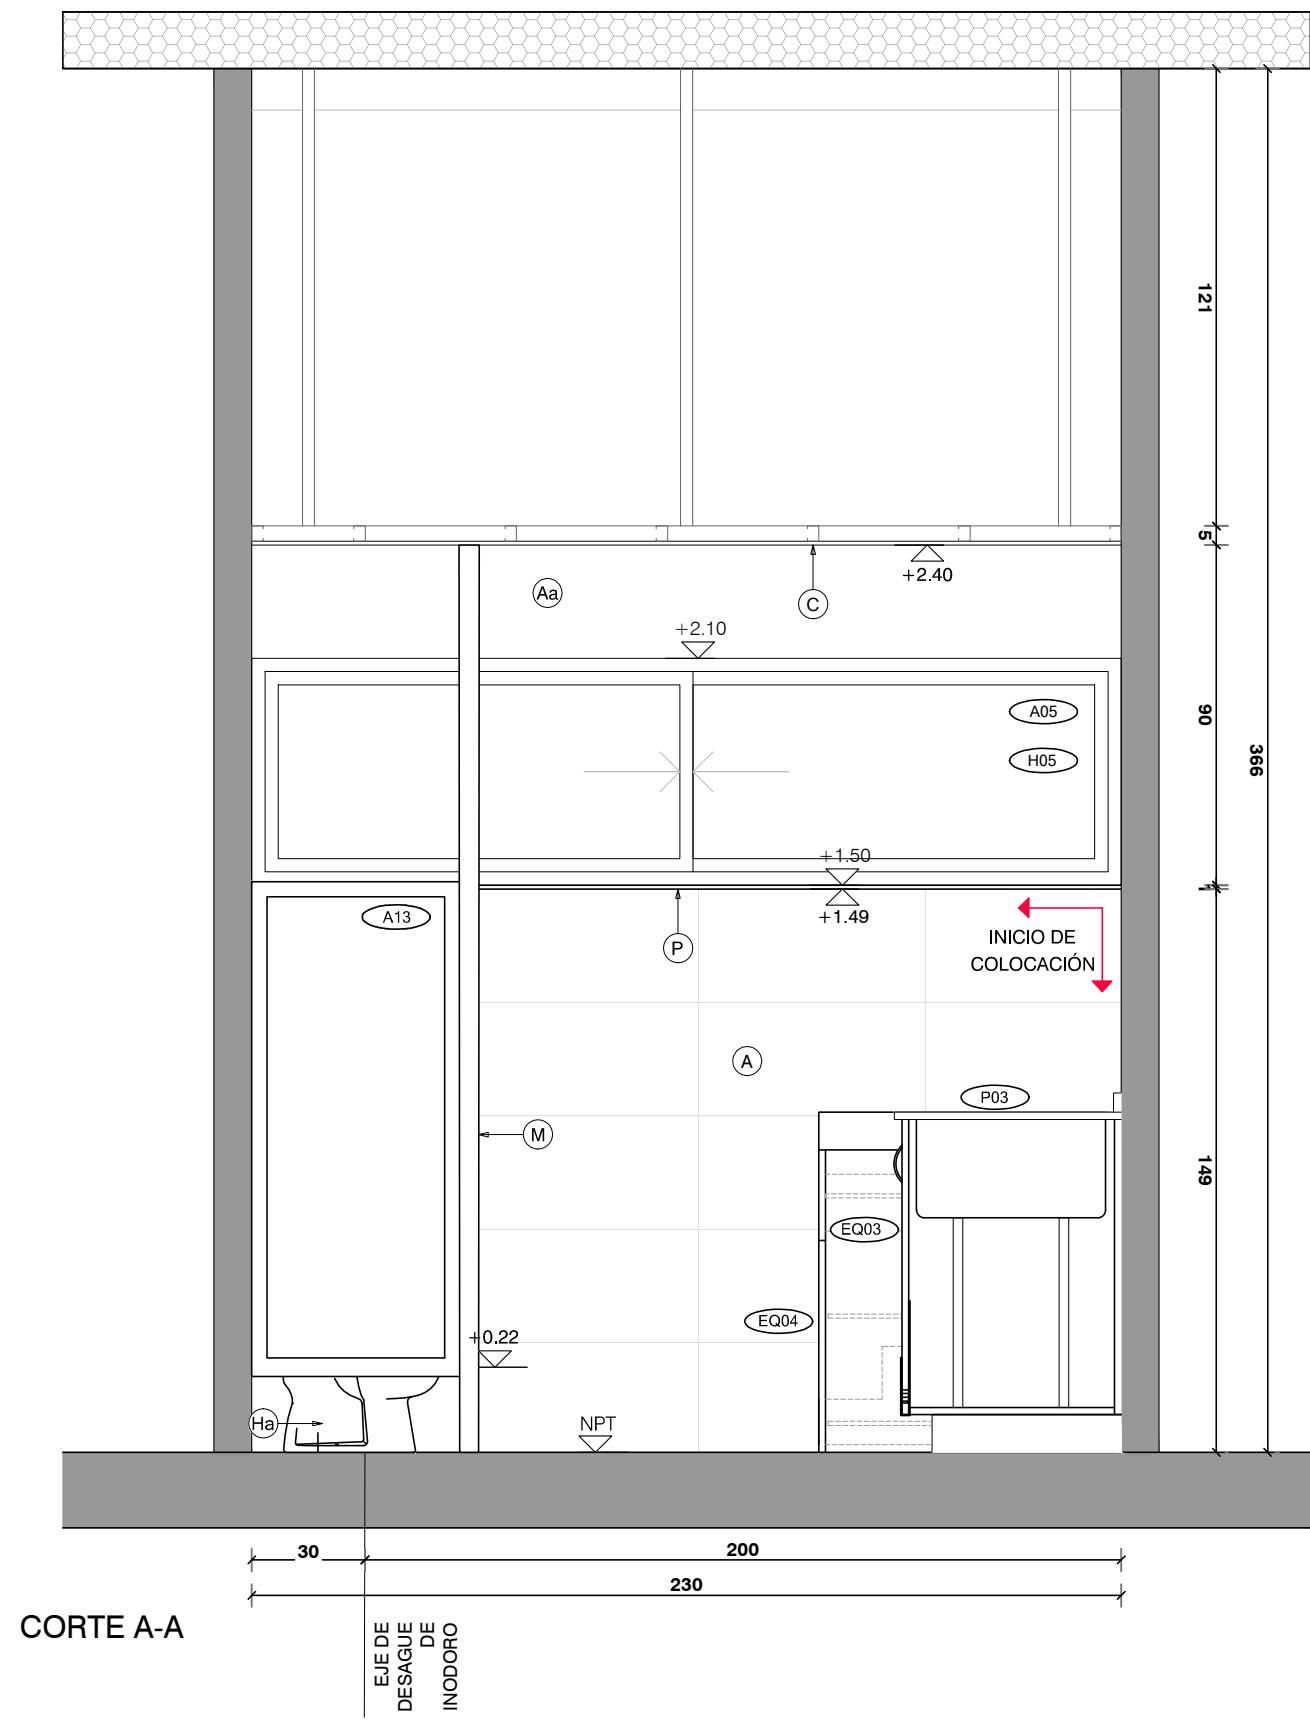 121
5
+2.40
Aa
C
+2.10
A05
90
H05
366
+1.50
A13
+1.49
1
P
INICIO DE
COLOCACIÓN
A
P03
M
149
EQ03
EQ04
+0.22
Ha
NPT
30
200
230
CORTE A-A
EJE DE
DESAGUE
DE
INODORO